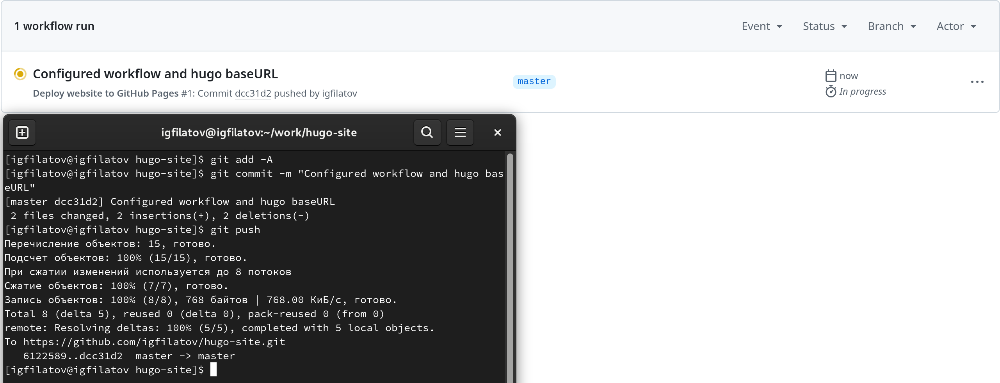 1 workflow run
Event Status Branch Actor
Configured workflow and hugo baseURL
Deploy website to GitHub Pages #1: Commit dcc31d2 pushed by igfilatov
master
now
In progress
igfilatov@igfilatov:~/work/hugo-site
[igfilatov@igfilatov hugo-site]$ git add -A
[igfilatov@igfilatov hugo-site]$ git commit -m "Configured workflow and hugo bas
eURL"
[master dcc31d2] Configured workflow and hugo baseURL
 2 files changed, 2 insertions(+), 2 deletions(-)
[igfilatov@igfilatov hugo-site]$ git push
Перечисление объектов: 15, готово.
Подсчет объектов: 100% (15/15), готово.
При сжатии изменений используется до 8 потоков
Сжатие объектов: 100% (7/7), готово.
Запись объектов: 100% (8/8), 768 байтов | 768.00 КиБ/с, готово.
Total 8 (delta 5), reused 0 (delta 0), pack-reused 0 (from 0)
remote: Resolving deltas: 100% (5/5), completed with 5 local objects.
To https://github.com/igfilatov/hugo-site.git
   6122589..dcc31d2  master -> master
[igfilatov@igfilatov hugo-site]$